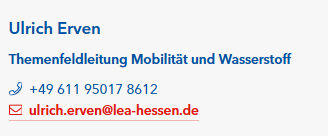 Ulrich Erven
Themenfeldleitung Mobilität und Wasserstoff
+49 611 95017 8612
ulrich.erven@lea-hessen.de